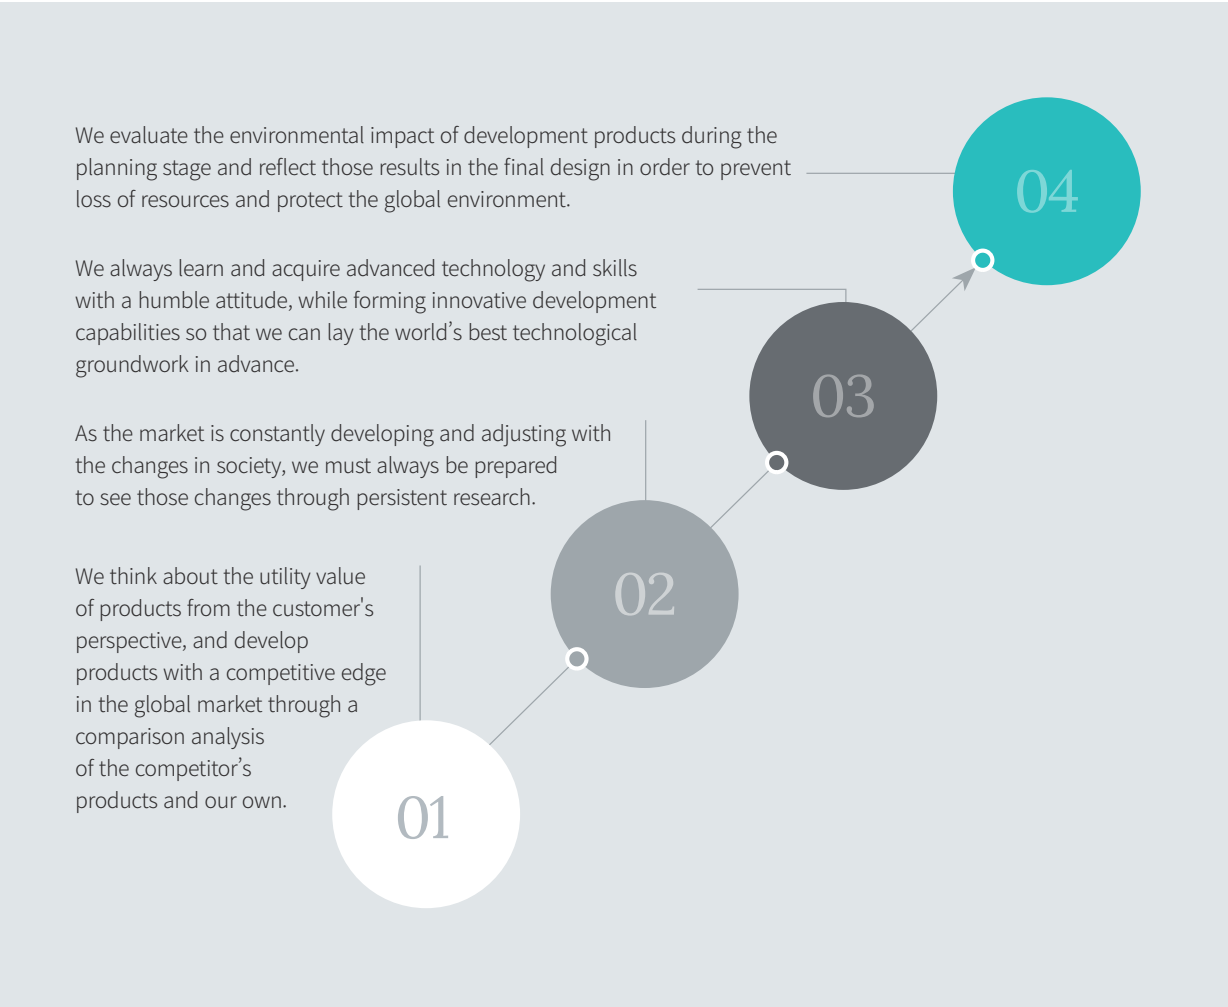 We evaluate the environmental impact of development products during the
planning stage and reflect those results in the final design in order to prevent
loss of resources and protect the global environment.
04
We always learn and acquire advanced technology and skills
with a humble attitude, while forming innovative development
capabilities so that we can lay the world’s best technological
groundwork in advance.
03
As the market is constantly developing and adjusting with
the changes in society, we must always be prepared
to see those changes through persistent research.
02
We think about the utility value
of products from the customer's
perspective, and develop
products with a competitive edge
in the global market through a
comparison analysis
of the competitor’s
products and our own.
01